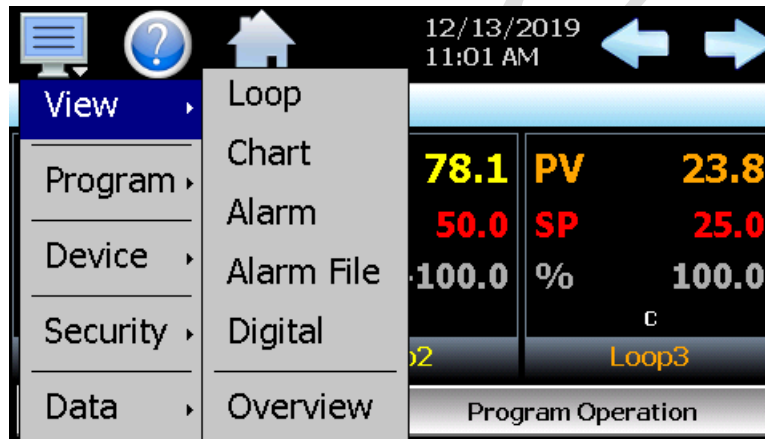 ?
12/13/2019
11:01 AM
View
Program
Device
Security
Data
Loop
Chart
Alarm
Alarm File
Digital
Overview
78.1
50.0
-100.0
PV 23.8
SP 25.0
% 100.0
C
p2
Loop3
Program Operation